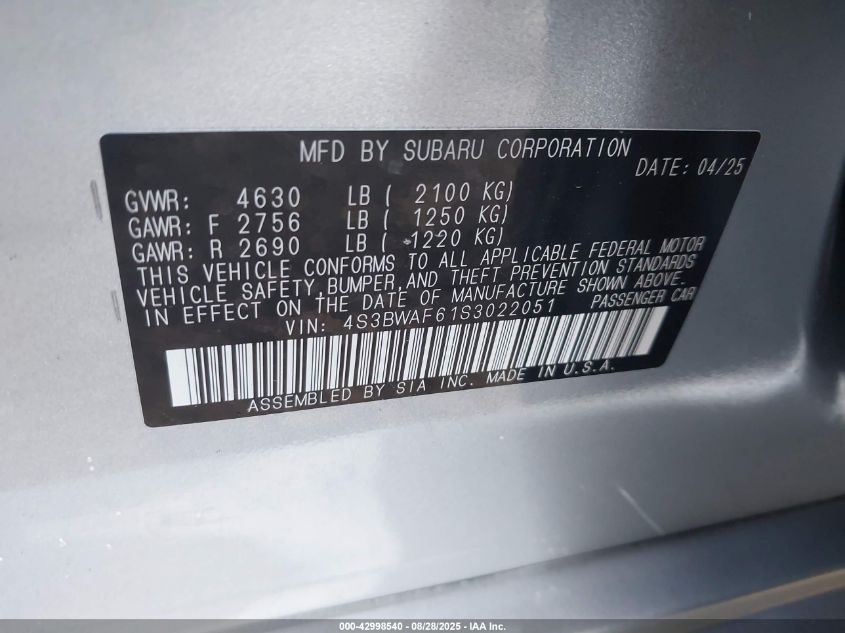 MFD BY SUBARU CORPORATION
DATE: 04/25
GVWR: 4630 LB ( 2100 KG)
GAWR: F 2756 LB ( 1250 KG)
GAWR: R 2690 LB ( 1220 KG)
THIS VEHICLE CONFORMS TO ALL APPLICABLE FEDERAL MOTOR
VEHICLE SAFETY, BUMPER, AND THEFT PREVENTION STANDARDS
IN EFFECT ON THE DATE OF MANUFACTURE SHOWN ABOVE.
VIN: 4S3BWAF61S3022051 PASSENGER CAR
ASSEMBLED BY SIA INC. MADE IN U.S.A.
000-42998540 - 08/28/2025 - IAA Inc.